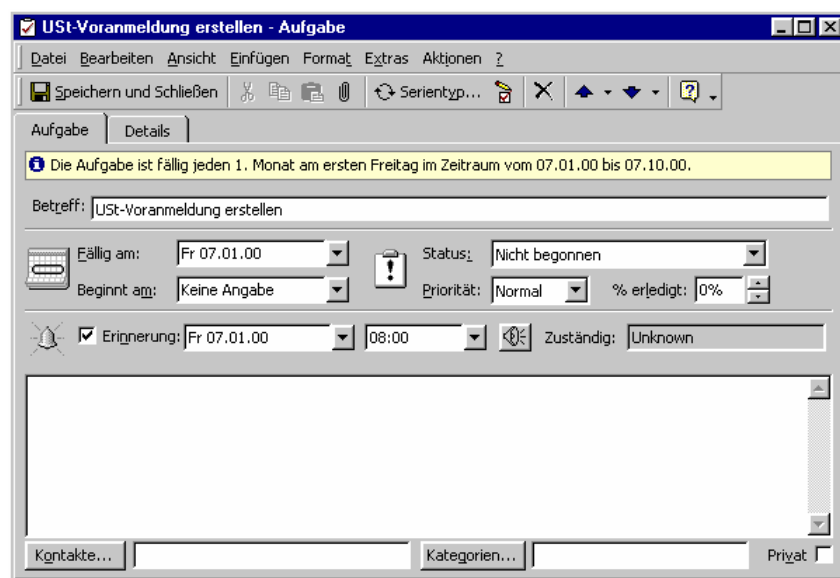 USt-Voranmeldung erstellen - Aufgabe
Datei Bearbeiten Ansicht Einfügen Format Extras Aktionen ?
Speichern und Schließen Serientyp...
Aufgabe Details
Die Aufgabe ist fällig jeden 1. Monat am ersten Freitag im Zeitraum vom 07.01.00 bis 07.10.00.
Betreff: USt-Voranmeldung erstellen
Fällig am: Fr 07.01.00 Status: Nicht begonnen
Beginnt am: Keine Angabe Priorität: Normal % erledigt: 0%
Erinnerung: Fr 07.01.00 08:00 Zuständig: Unknown
Kontakte... Kategorien... Privat